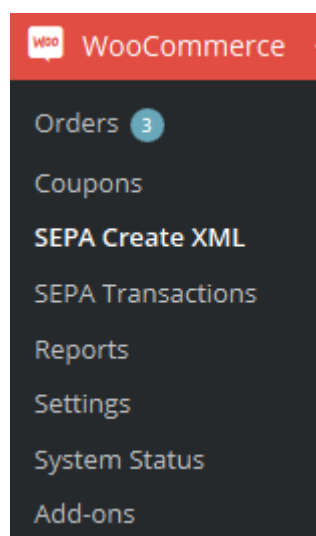 Woo WooCommerce
Orders 3
Coupons
SEPA Create XML
SEPA Transactions
Reports
Settings
System Status
Add-ons